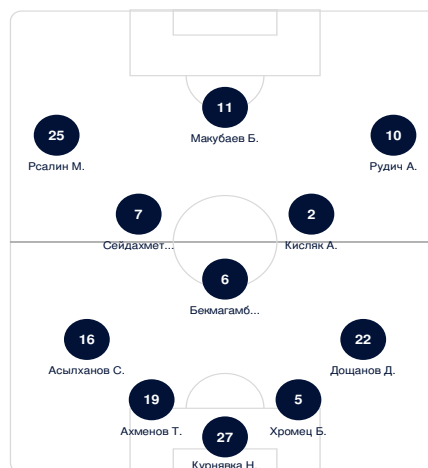 11
Макубаев Б.
25
Рсалин М.
10
Рудич А.
7
Сейдахмет...
2
Кисляк А.
6
Бекмагамб...
16
Асылханов С.
22
Дощанов Д.
19
Ахменов Т.
5
Хромец Б.
27
Курнявка Н.